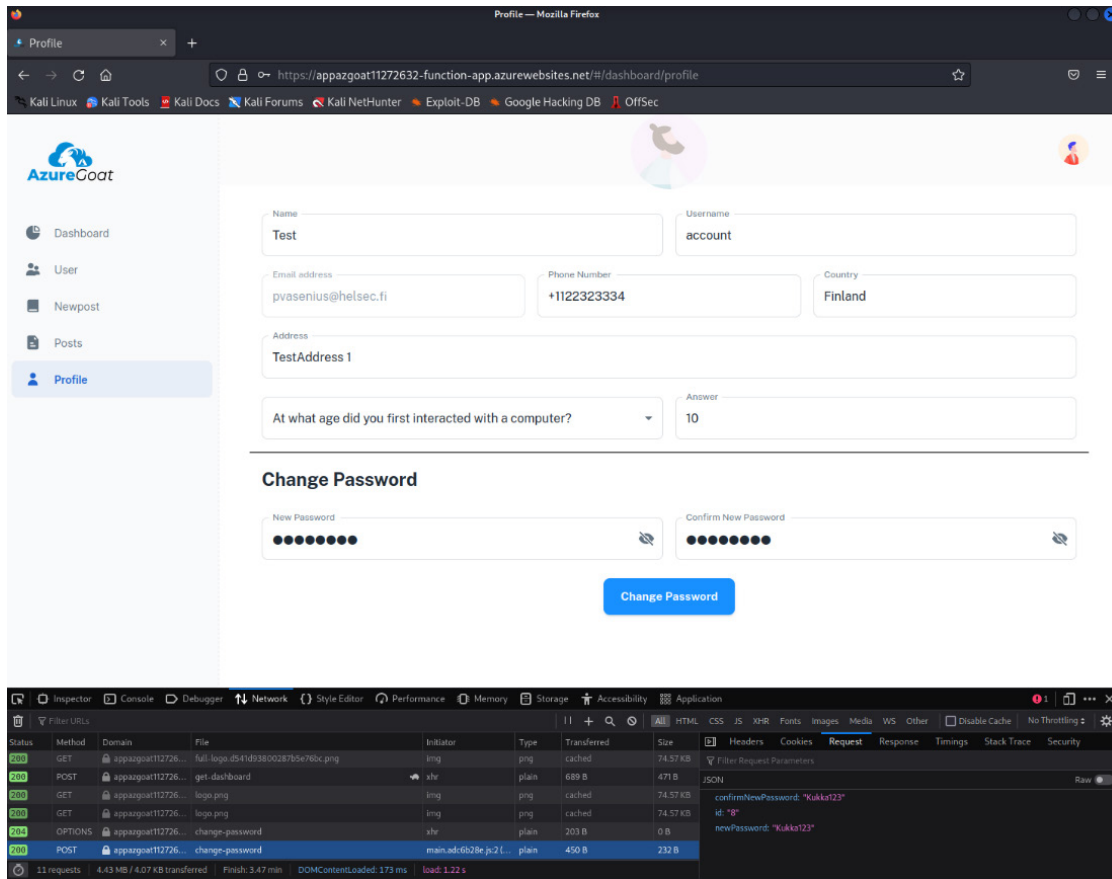 Profile — Mozilla Firefox
Profile × +
https://appazgoat11272632-function-app.azurewebsites.net/#/dashboard/profile
Kali Linux Kali Tools Kali Docs Kali Forums Kali NetHunter Exploit-DB Google Hacking DB OffSec
AzureGoat
Dashboard
User
Newpost
Posts
Profile
Name Username
Test account
Email address Phone Number Country
pvasenius@helsec.fi +1122323334 Finland
Address
TestAddress 1
Answer
At what age did you first interacted with a computer? 10
Change Password
New Password Confirm New Password
●●●●●●●● ●●●●●●●●
Change Password
Inspector Console Debugger Network {} Style Editor Performance Memory Storage Accessibility Application 1
Filter URLs All HTML CSS JS XHR Fonts Images Media WS Other Disable Cache No Throttling
Status Method Domain File Initiator Type Transferred Size Headers Cookies Request Response Timings Stack Trace Security
200 GET appazgoat112726... full-logo.d541d93800287b5e76bc.png img png cached 74.57 KB Filter Request Parameters
200 POST appazgoat112726... get-dashboard xhr plain 689 B 471 B JSON Raw
200 GET appazgoat112726... logo.png img png cached 74.57 KB confirmNewPassword: "Kukka123"
200 GET appazgoat112726... logo.png img png cached 74.57 KB id: "8"
204 OPTIONS appazgoat112726... change-password xhr plain 203 B 0 B newPassword: "Kukka123"
200 POST appazgoat112726... change-password main.adc6b28e.js:2 (... plain 450 B 232 B
11 requests 4.43 MB / 4.07 KB transferred Finish: 3.47 min DOMContentLoaded: 173 ms load: 1.22 s